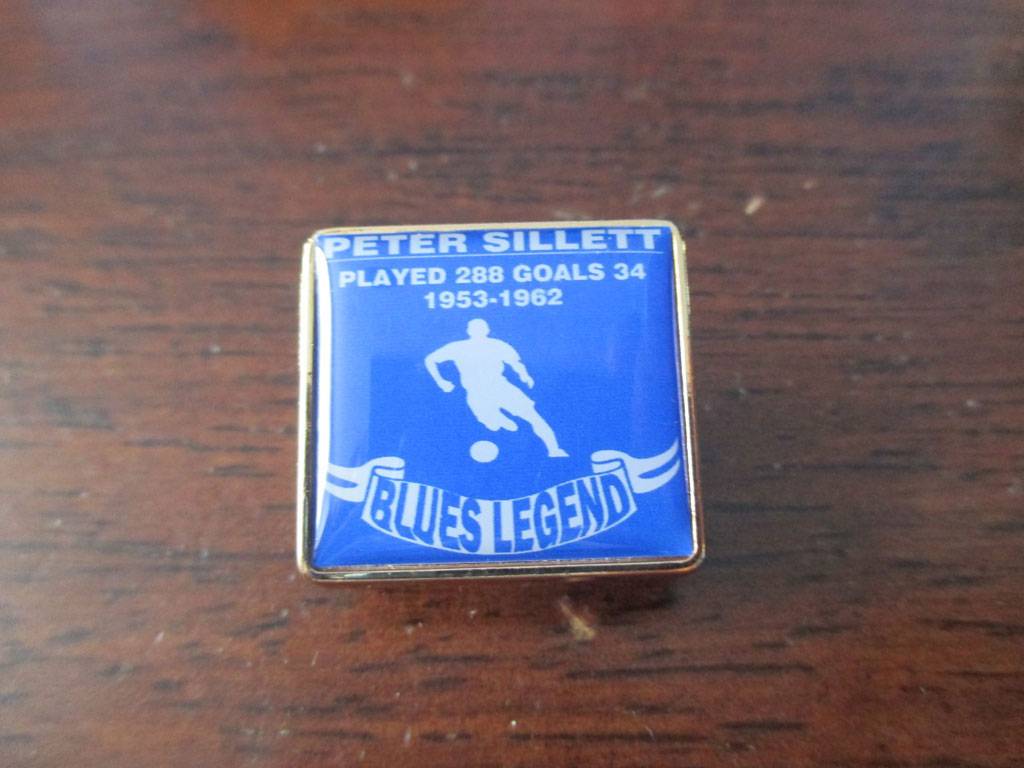 PETER SILLETT
PLAYED 288 GOALS 34
1953-1962
BLUES LEGEND